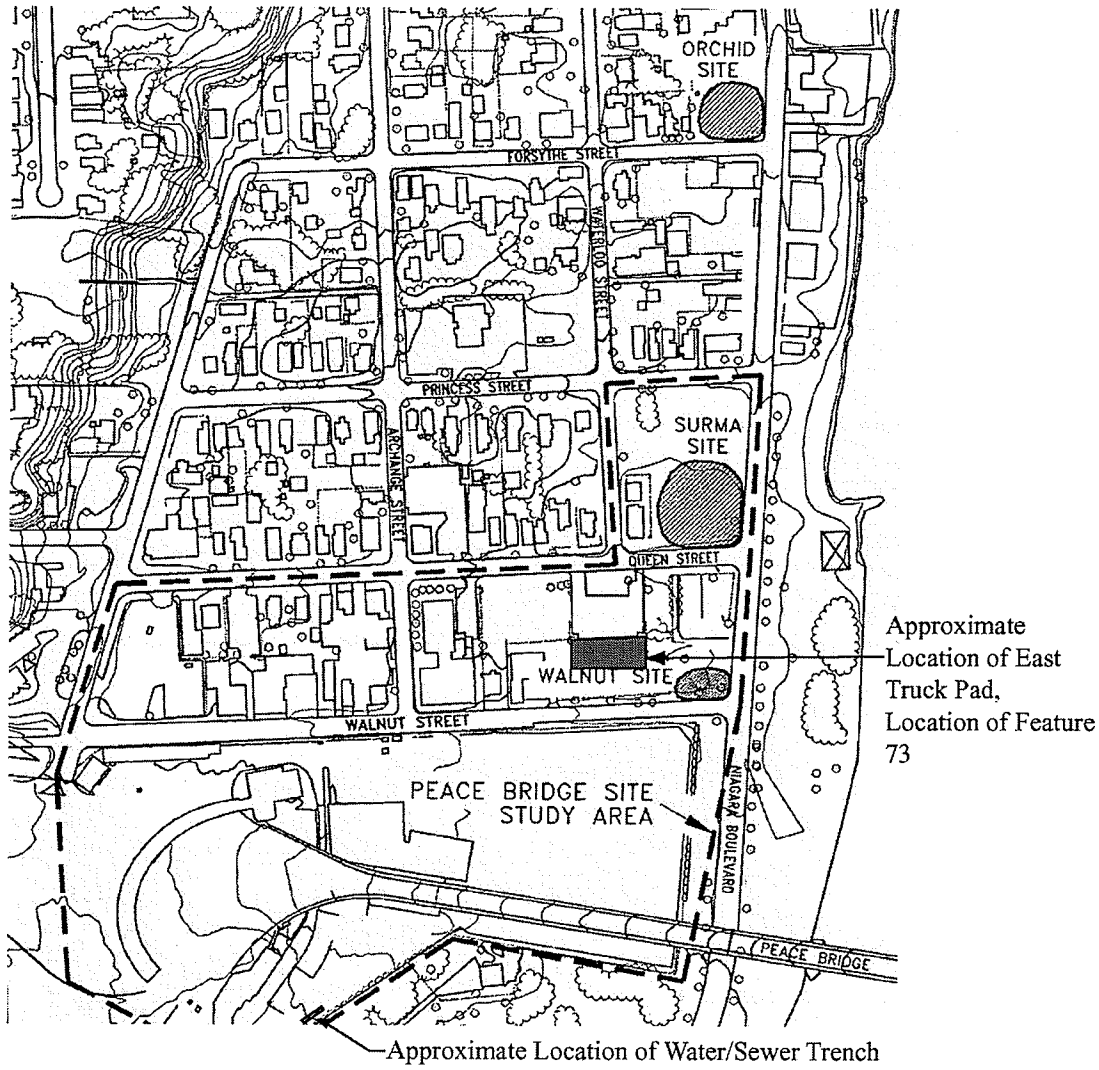 ORCHID
SITE
FORSYTHE STREET
WATERLOO STREET
PRINCESS STREET
SURMA
SITE
ARCHANGE STREET
QUEEN STREET
Approximate
Location of East
Truck Pad,
Location of Feature
73
WALNUT SITE
WALNUT STREET
PEACE BRIDGE SITE
STUDY AREA
NIAGARA BOULEVARD
PEACE BRIDGE
Approximate Location of Water/Sewer Trench